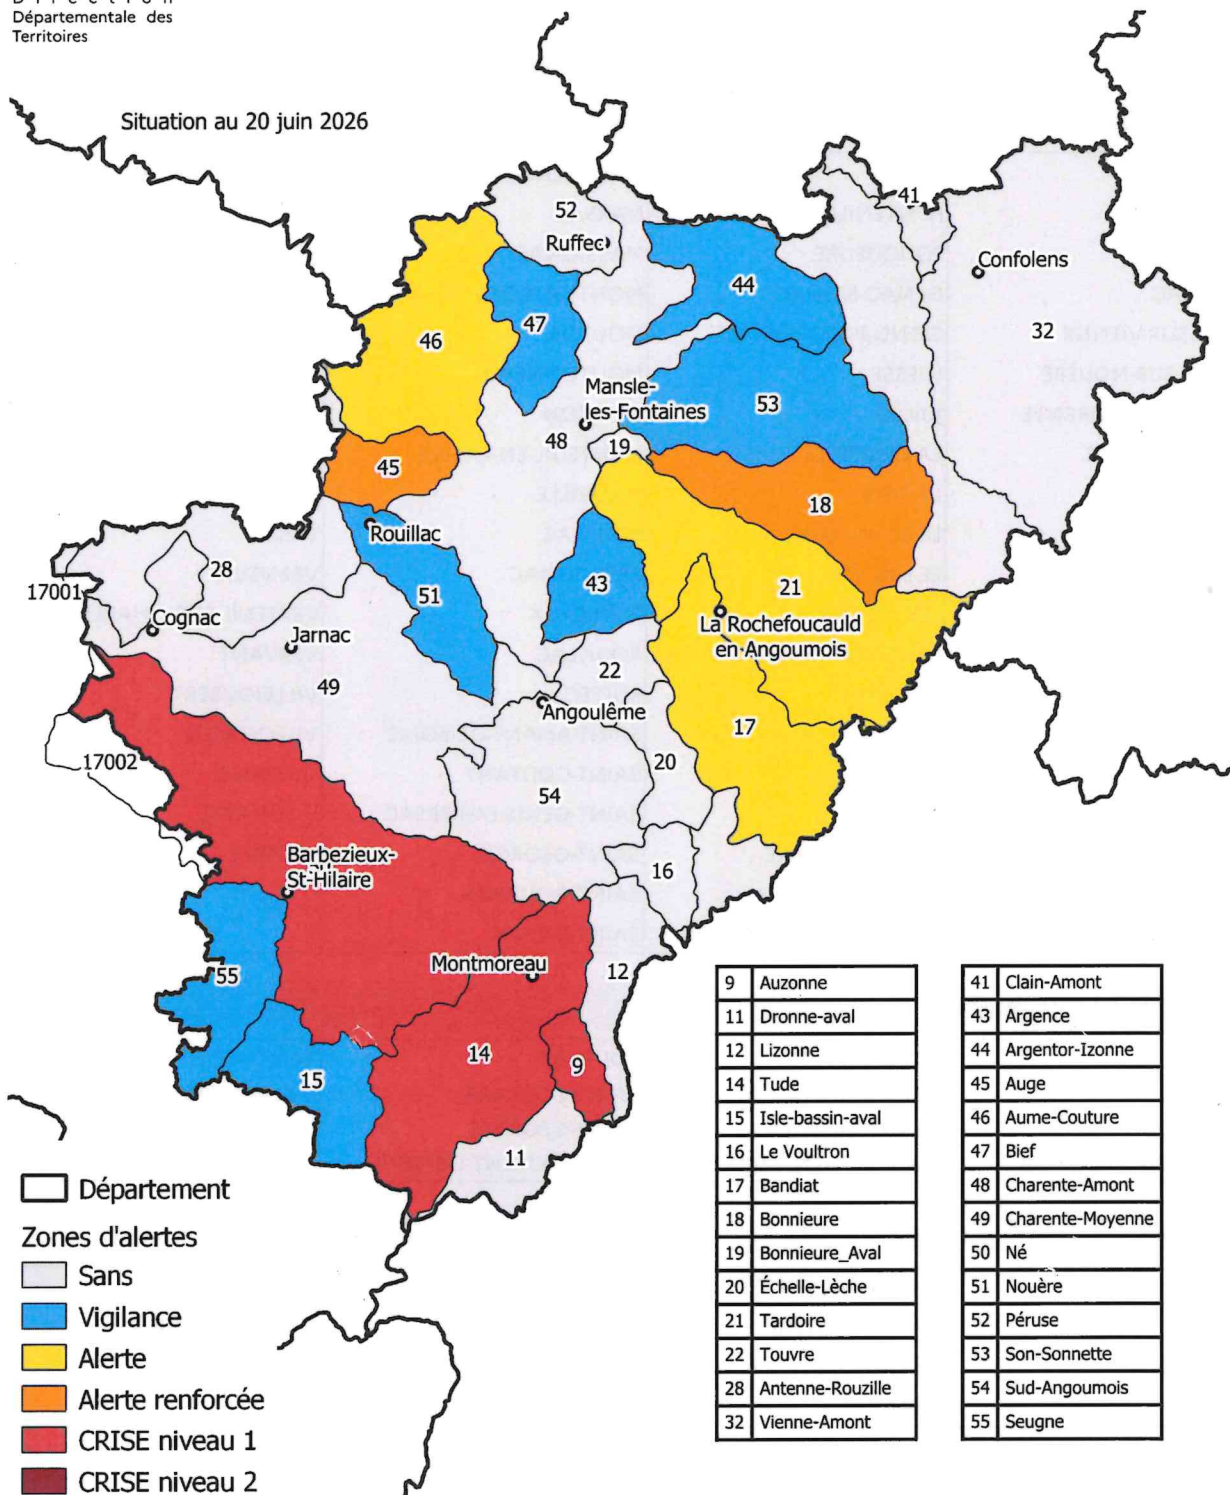 Direction
Départementale des
Territoires
Situation au 20 juin 2026
41
52
Ruffec
Confolens
44
32
47
46
Mansle-
les-Fontaines
53
48
19
45
18
Rouillac
28
43
21
17001
51
Cognac
La Rochefoucauld
en Angoumois
Jarnac
22
49
Angoulême
17
17002
20
54
Barbezieux-
St-Hilaire
16
Montmoreau
12
55
14
9
15
11
9 Auzonne
11 Dronne-aval
12 Lizonne
14 Tude
15 Isle-bassin-aval
16 Le Voultron
17 Bandiat
18 Bonnieure
19 Bonnieure_Aval
20 Échelle-Lèche
21 Tardoire
22 Touvre
28 Antenne-Rouzille
32 Vienne-Amont
41 Clain-Amont
43 Argence
44 Argentor-Izonne
45 Auge
46 Aume-Couture
47 Bief
48 Charente-Amont
49 Charente-Moyenne
50 Né
51 Nouère
52 Péruse
53 Son-Sonnette
54 Sud-Angoumois
55 Seugne
Département
Zones d'alertes
Sans
Vigilance
Alerte
Alerte renforcée
CRISE niveau 1
CRISE niveau 2